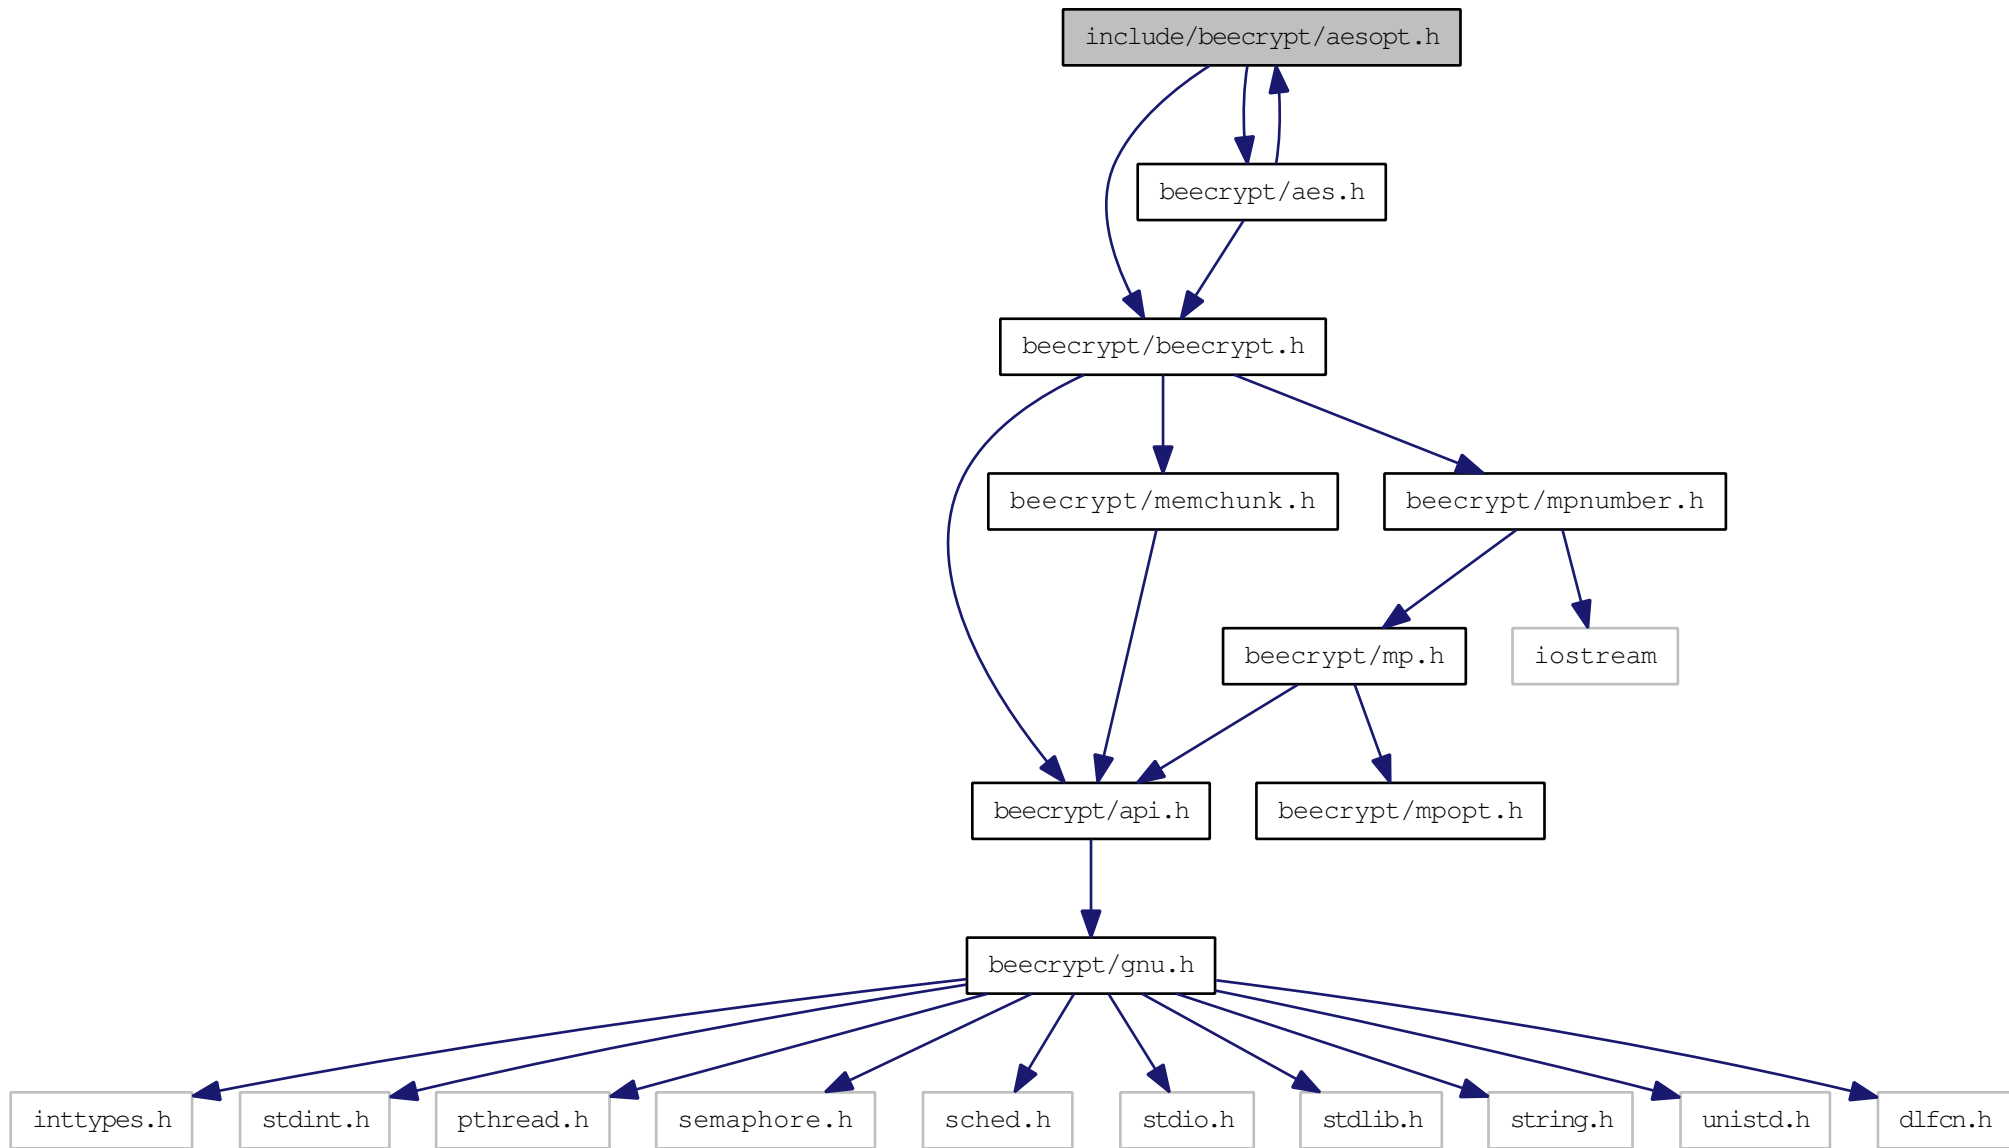 include/beecrypt/aesopt.h
beecrypt/aes.h
beecrypt/beecrypt.h
beecrypt/memchunk.h
beecrypt/mpnumber.h
beecrypt/mp.h
iostream
beecrypt/api.h
beecrypt/mpopt.h
beecrypt/gnu.h
inttypes.h
stdint.h
pthread.h
semaphore.h
sched.h
stdio.h
stdlib.h
string.h
unistd.h
dlfcn.h